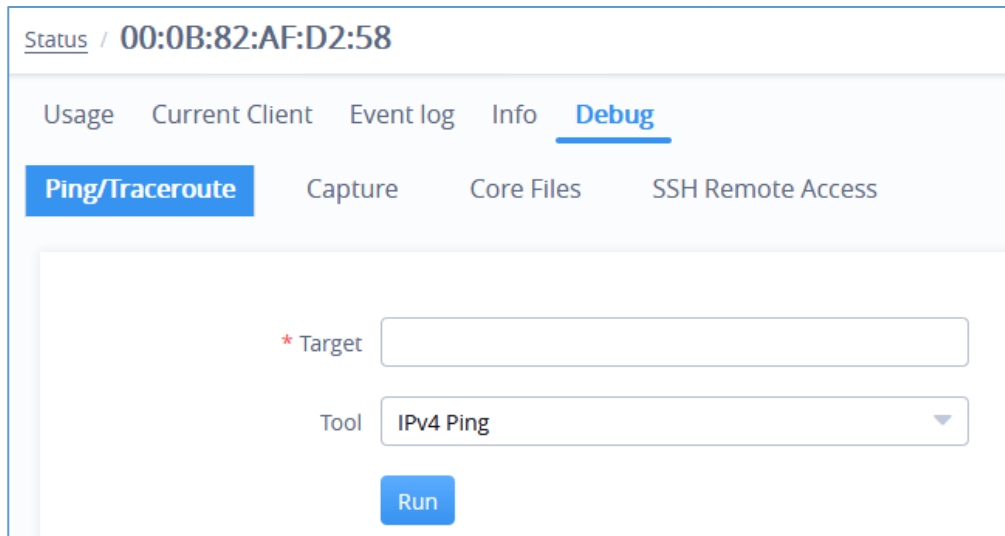 Status / 00:0B:82:AF:D2:58
Usage Current Client Event log Info Debug
Ping/Traceroute Capture Core Files SSH Remote Access
* Target
Tool IPv4 Ping
Run